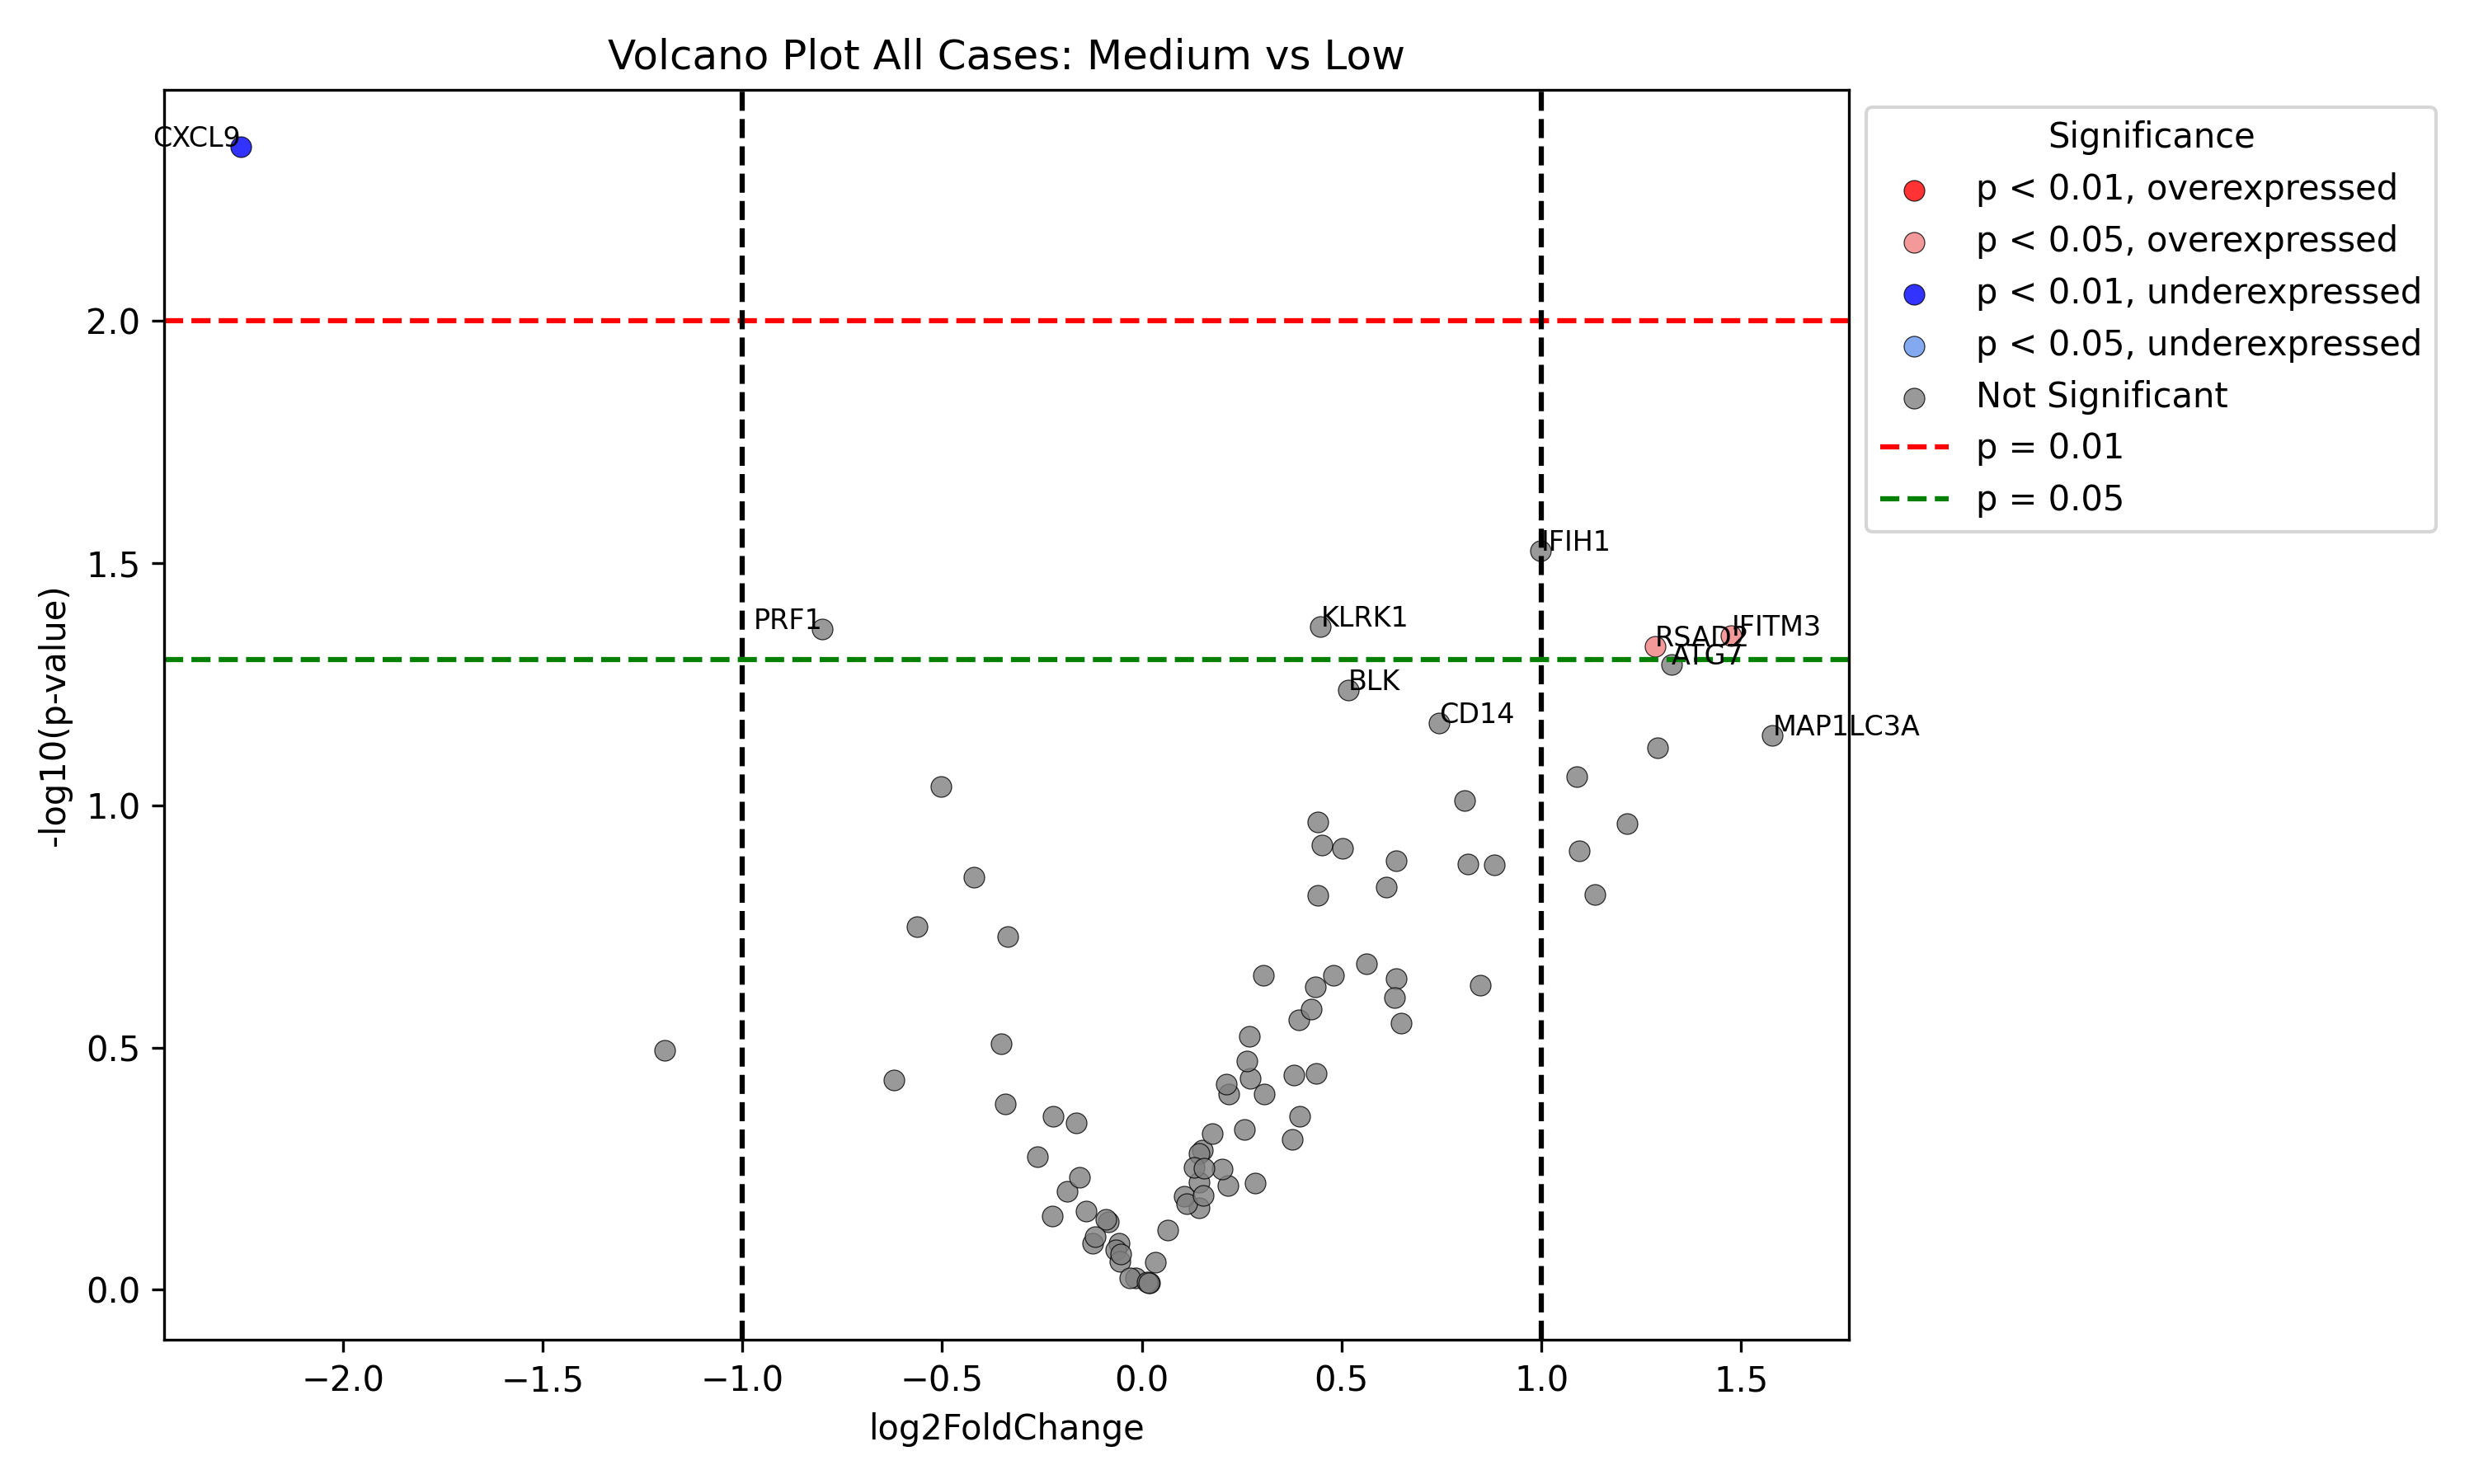 Volcano Plot All Cases: Medium vs Low
CXCL9
IFIH1
PRF1
KLRK1
RSAD2
IFITM3
ATG7
BLK
CD14
MAP1LC3A
Significance
p < 0.01, overexpressed
p < 0.05, overexpressed
p < 0.01, underexpressed
p < 0.05, underexpressed
Not Significant
p = 0.01
p = 0.05
-log10(p-value)
2.0
1.5
1.0
0.5
0.0
−2.0 −1.5 −1.0 −0.5 0.0 0.5 1.0 1.5
log2FoldChange